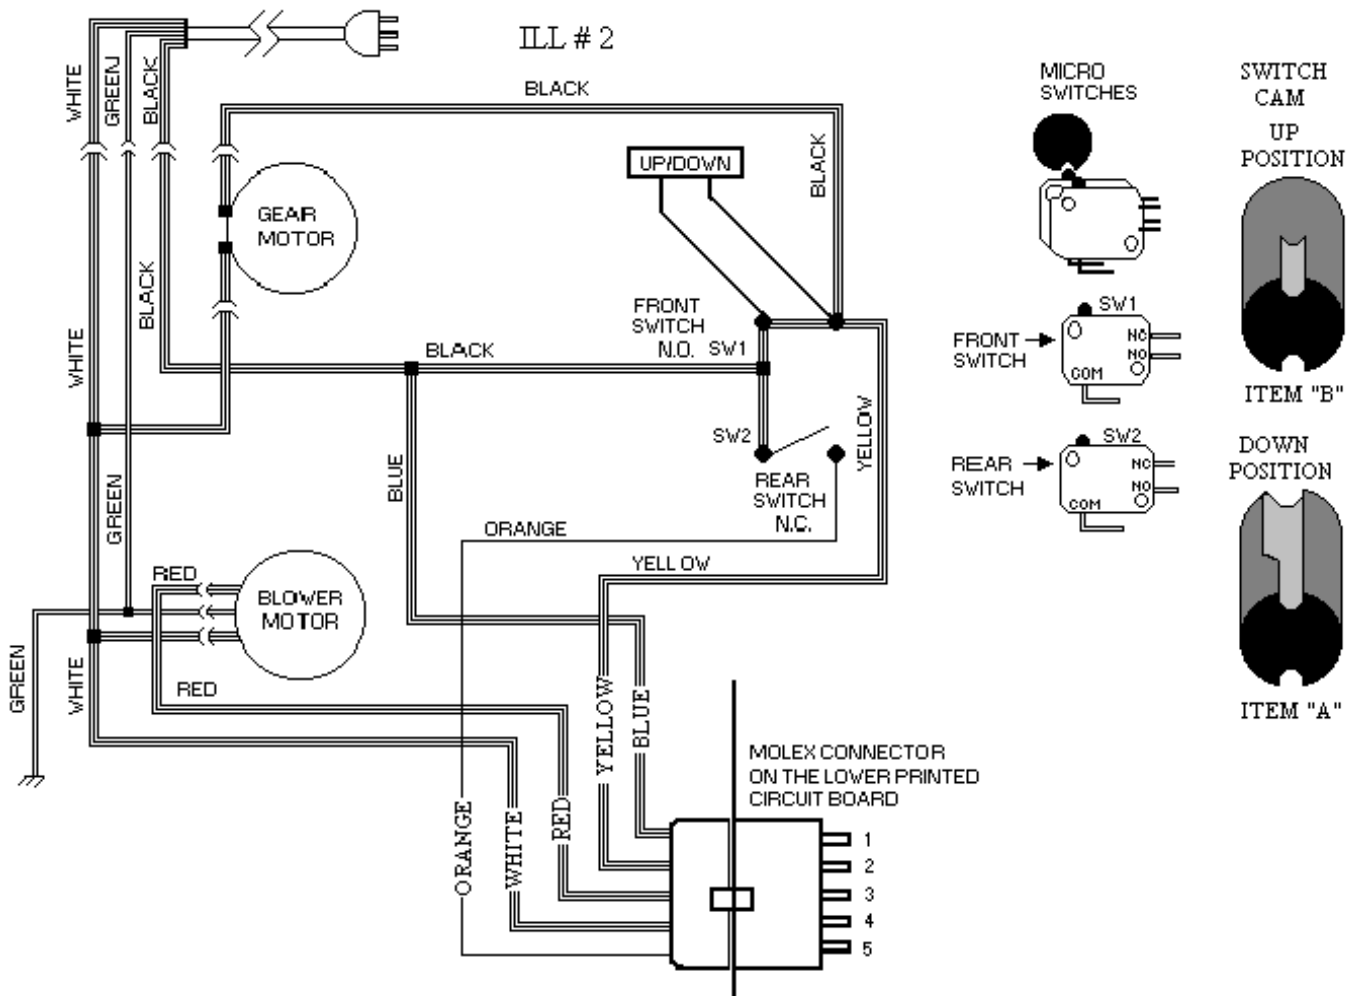 ILL # 2
WHITE
GREEN
BLACK
BLACK
MICRO
SWITCHES
SWITCH
CAM
UP
POSITION
UP/DOWN
BLACK
GEAR
MOTOR
BLACK
WHITE
FRONT
SWITCH
N.O. SW1
BLACK
SW1
FRONT
SWITCH
NC
NO
COM
ITEM "B"
YELLOW
SW2
BLUE
GREEN
REAR
SWITCH
N.C.
SW2
REAR
SWITCH
NC
NO
COM
DOWN
POSITION
ORANGE
YELLOW
RED
BLOWER
MOTOR
GREEN
WHITE
RED
YELLOW
BLUE
ITEM "A"
MOLEX CONNECTOR
ON THE LOWER PRINTED
CIRCUIT BOARD
ORANGE
WHITE
RED
1
2
3
4
5